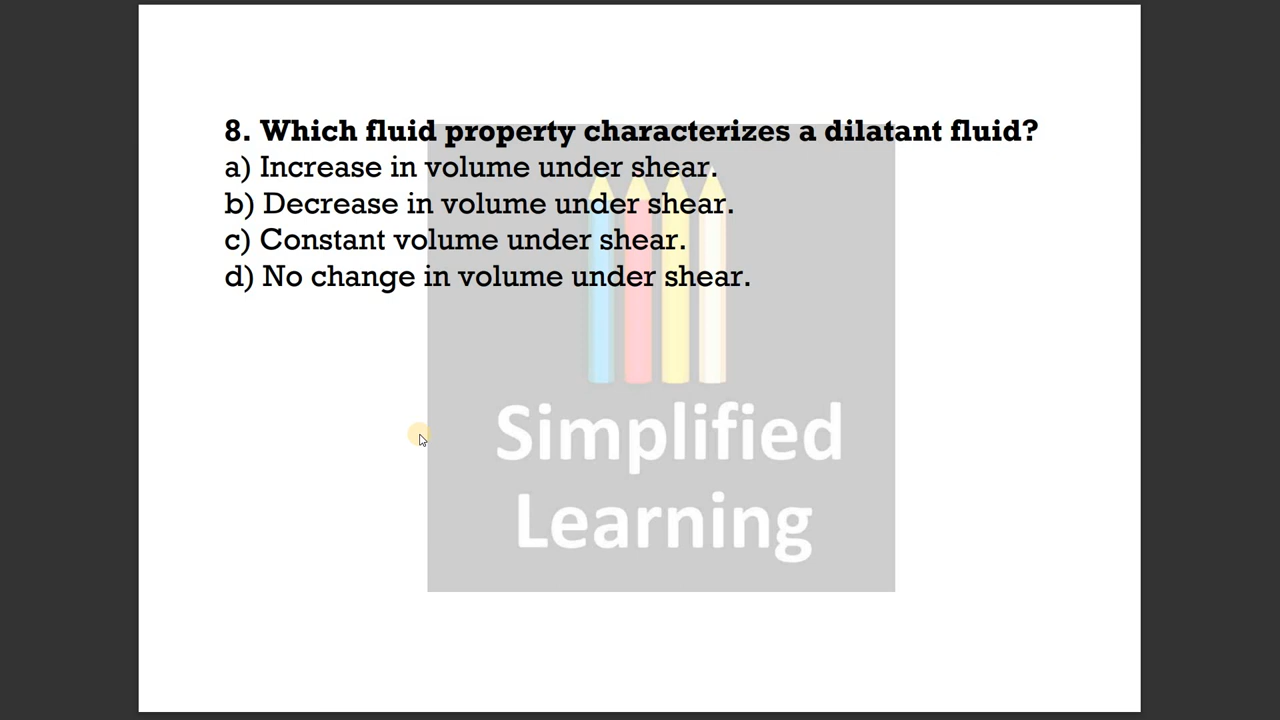 8. Which fluid property characterizes a dilatant fluid?
a) Increase in volume under shear.
b) Decrease in volume under shear.
c) Constant volume under shear.
d) No change in volume under shear.
Simplified
Learning